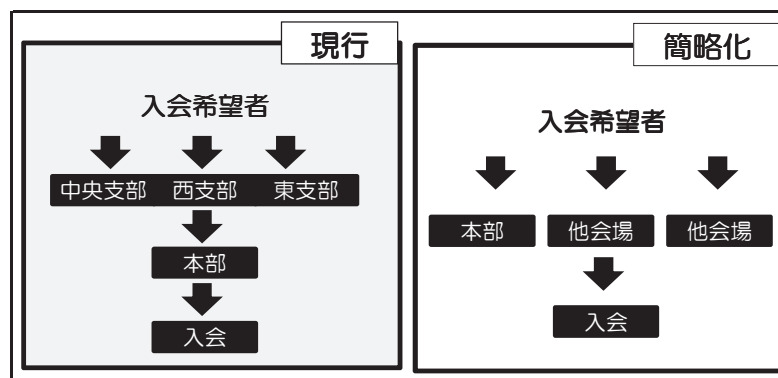 現行
入会希望者
中央支部 西支部 東支部
本部
入会
簡略化
入会希望者
本部 他会場 他会場
入会